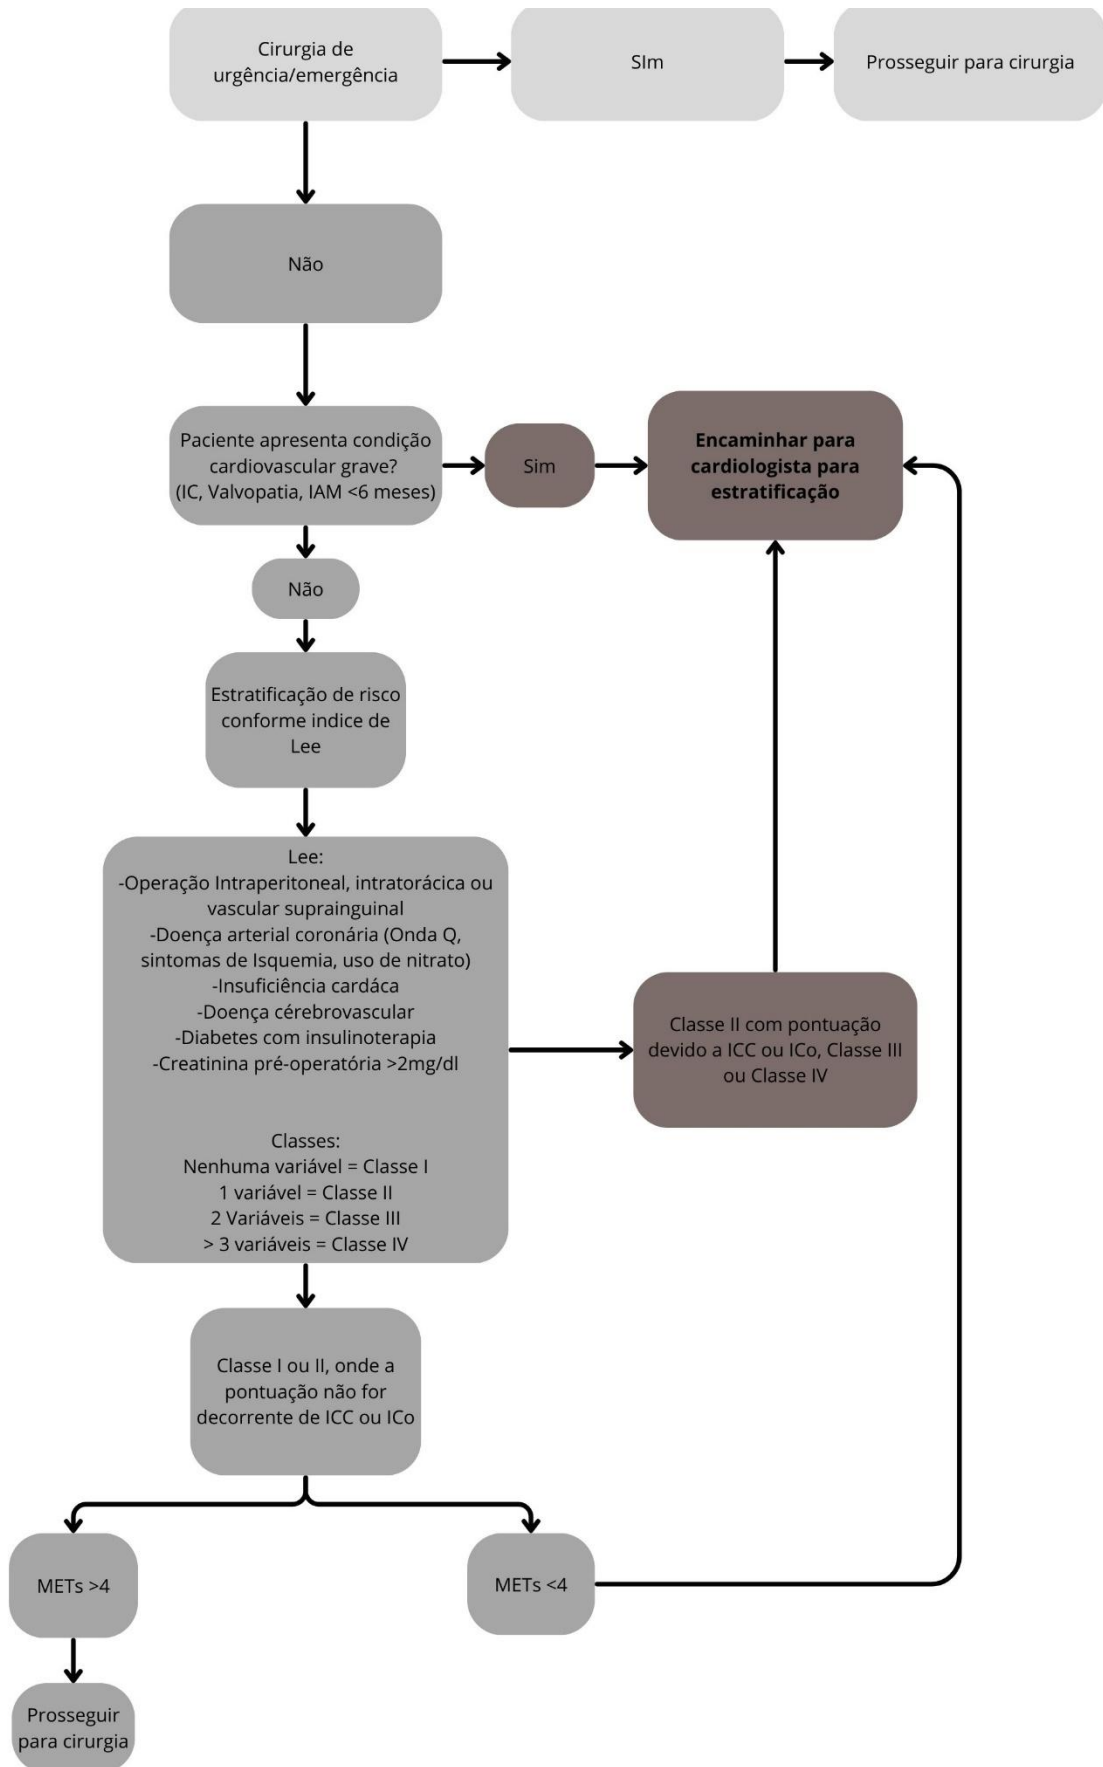 Cirurgia de
urgência/emergência
SIm
Prosseguir para cirurgia
Não
Paciente apresenta condição
cardiovascular grave?
(IC, Valvopatia, IAM <6 meses)
Sim
Encaminhar para
cardiologista para
estratificação
Não
Estratificação de risco
conforme indice de
Lee
Lee:
-Operação Intraperitoneal, intratorácica ou
vascular suprainguinal
-Doença arterial coronária (Onda Q,
sintomas de Isquemia, uso de nitrato)
-Insuficiência cardáca
-Doença cérebrovascular
-Diabetes com insulinoterapia
-Creatinina pré-operatória >2mg/dl
Classes:
Nenhuma variável = Classe I
1 variável = Classe II
2 Variáveis = Classe III
> 3 variáveis = Classe IV
Classe II com pontuação
devido a ICC ou ICo, Classe III
ou Classe IV
Classe I ou II, onde a
pontuação não for
decorrente de ICC ou ICo
METs >4
METs <4
Prosseguir
para cirurgia